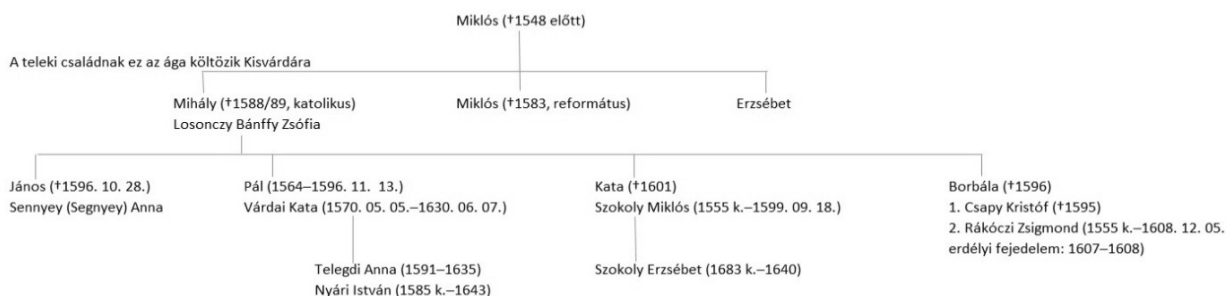 Miklós (†1548 előtt)
A teleki családnak ez az ága költözik Kisvárdára
Mihály (†1588/89, katolikus)
Losonczy Bánffy Zsófia
Miklós (†1583, református)
Erzsébet
János (†1596. 10. 28.)
Sennyey (Segnyey) Anna
Pál (1564–1596. 11. 13.)
Várdai Kata (1570. 05. 05.–1630. 06. 07.)
Kata (†1601)
Szokoly Miklós (1555 k.–1599. 09. 18.)
Borbála (†1596)
1. Csapy Kristóf (†1595)
2. Rákóczi Zsigmond (1555 k.–1608. 12. 05.
erdélyi fejedelem: 1607–1608)
Telegdi Anna (1591–1635)
Nyári István (1585 k.–1643)
Szokoly Erzsébet (1683 k.–1640)